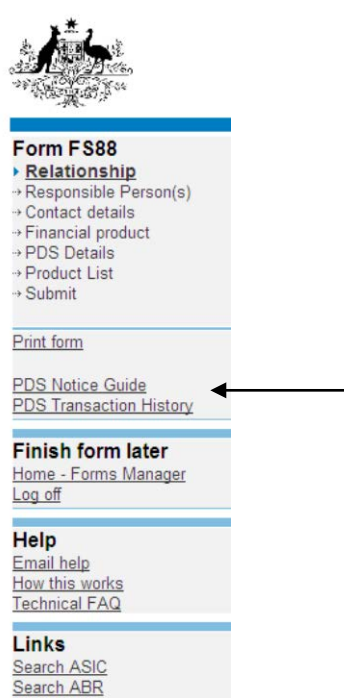 Form FS88
Relationship
Responsible Person(s)
Contact details
Financial product
PDS Details
Product List
Submit
Print form
PDS Notice Guide
PDS Transaction History
Finish form later
Home - Forms Manager
Log off
Help
Email help
How this works
Technical FAQ
Links
Search ASIC
Search ABR